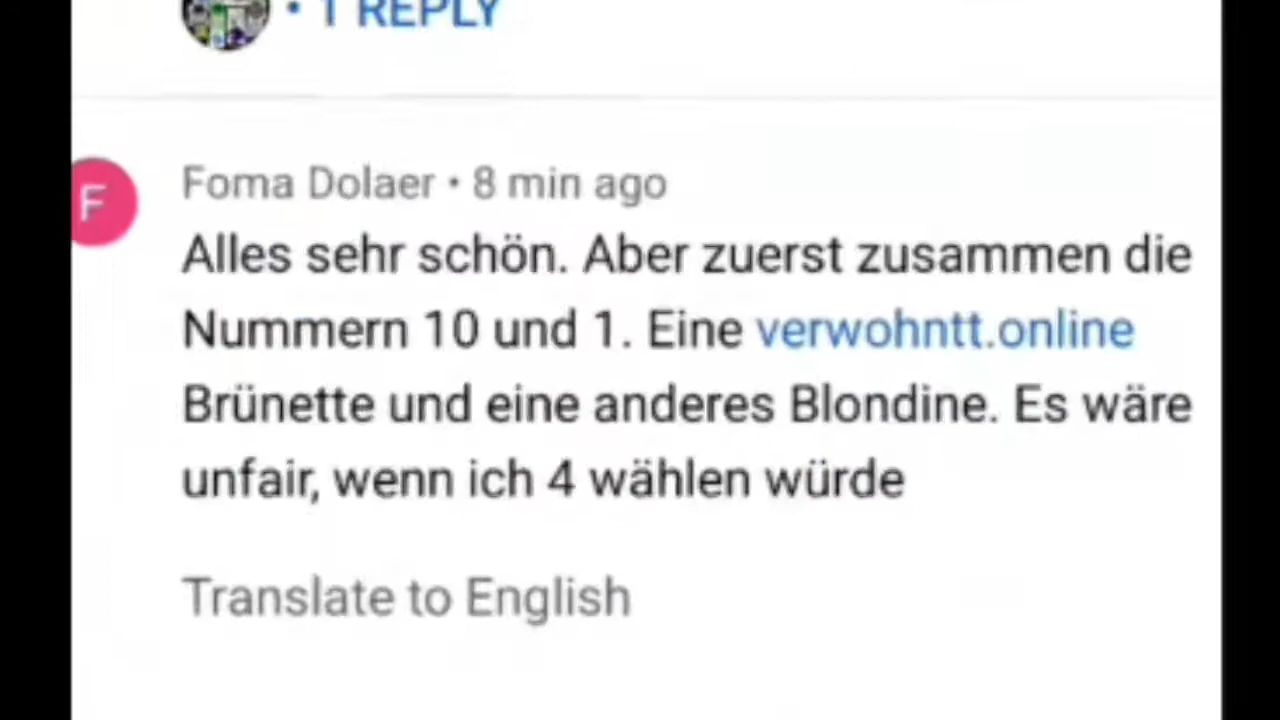 • 1 REPLY
F
Foma Dolaer • 8 min ago
Alles sehr schön. Aber zuerst zusammen die
Nummern 10 und 1. Eine verwohntt.online
Brünette und eine anderes Blondine. Es wäre
unfair, wenn ich 4 wählen würde
Translate to English